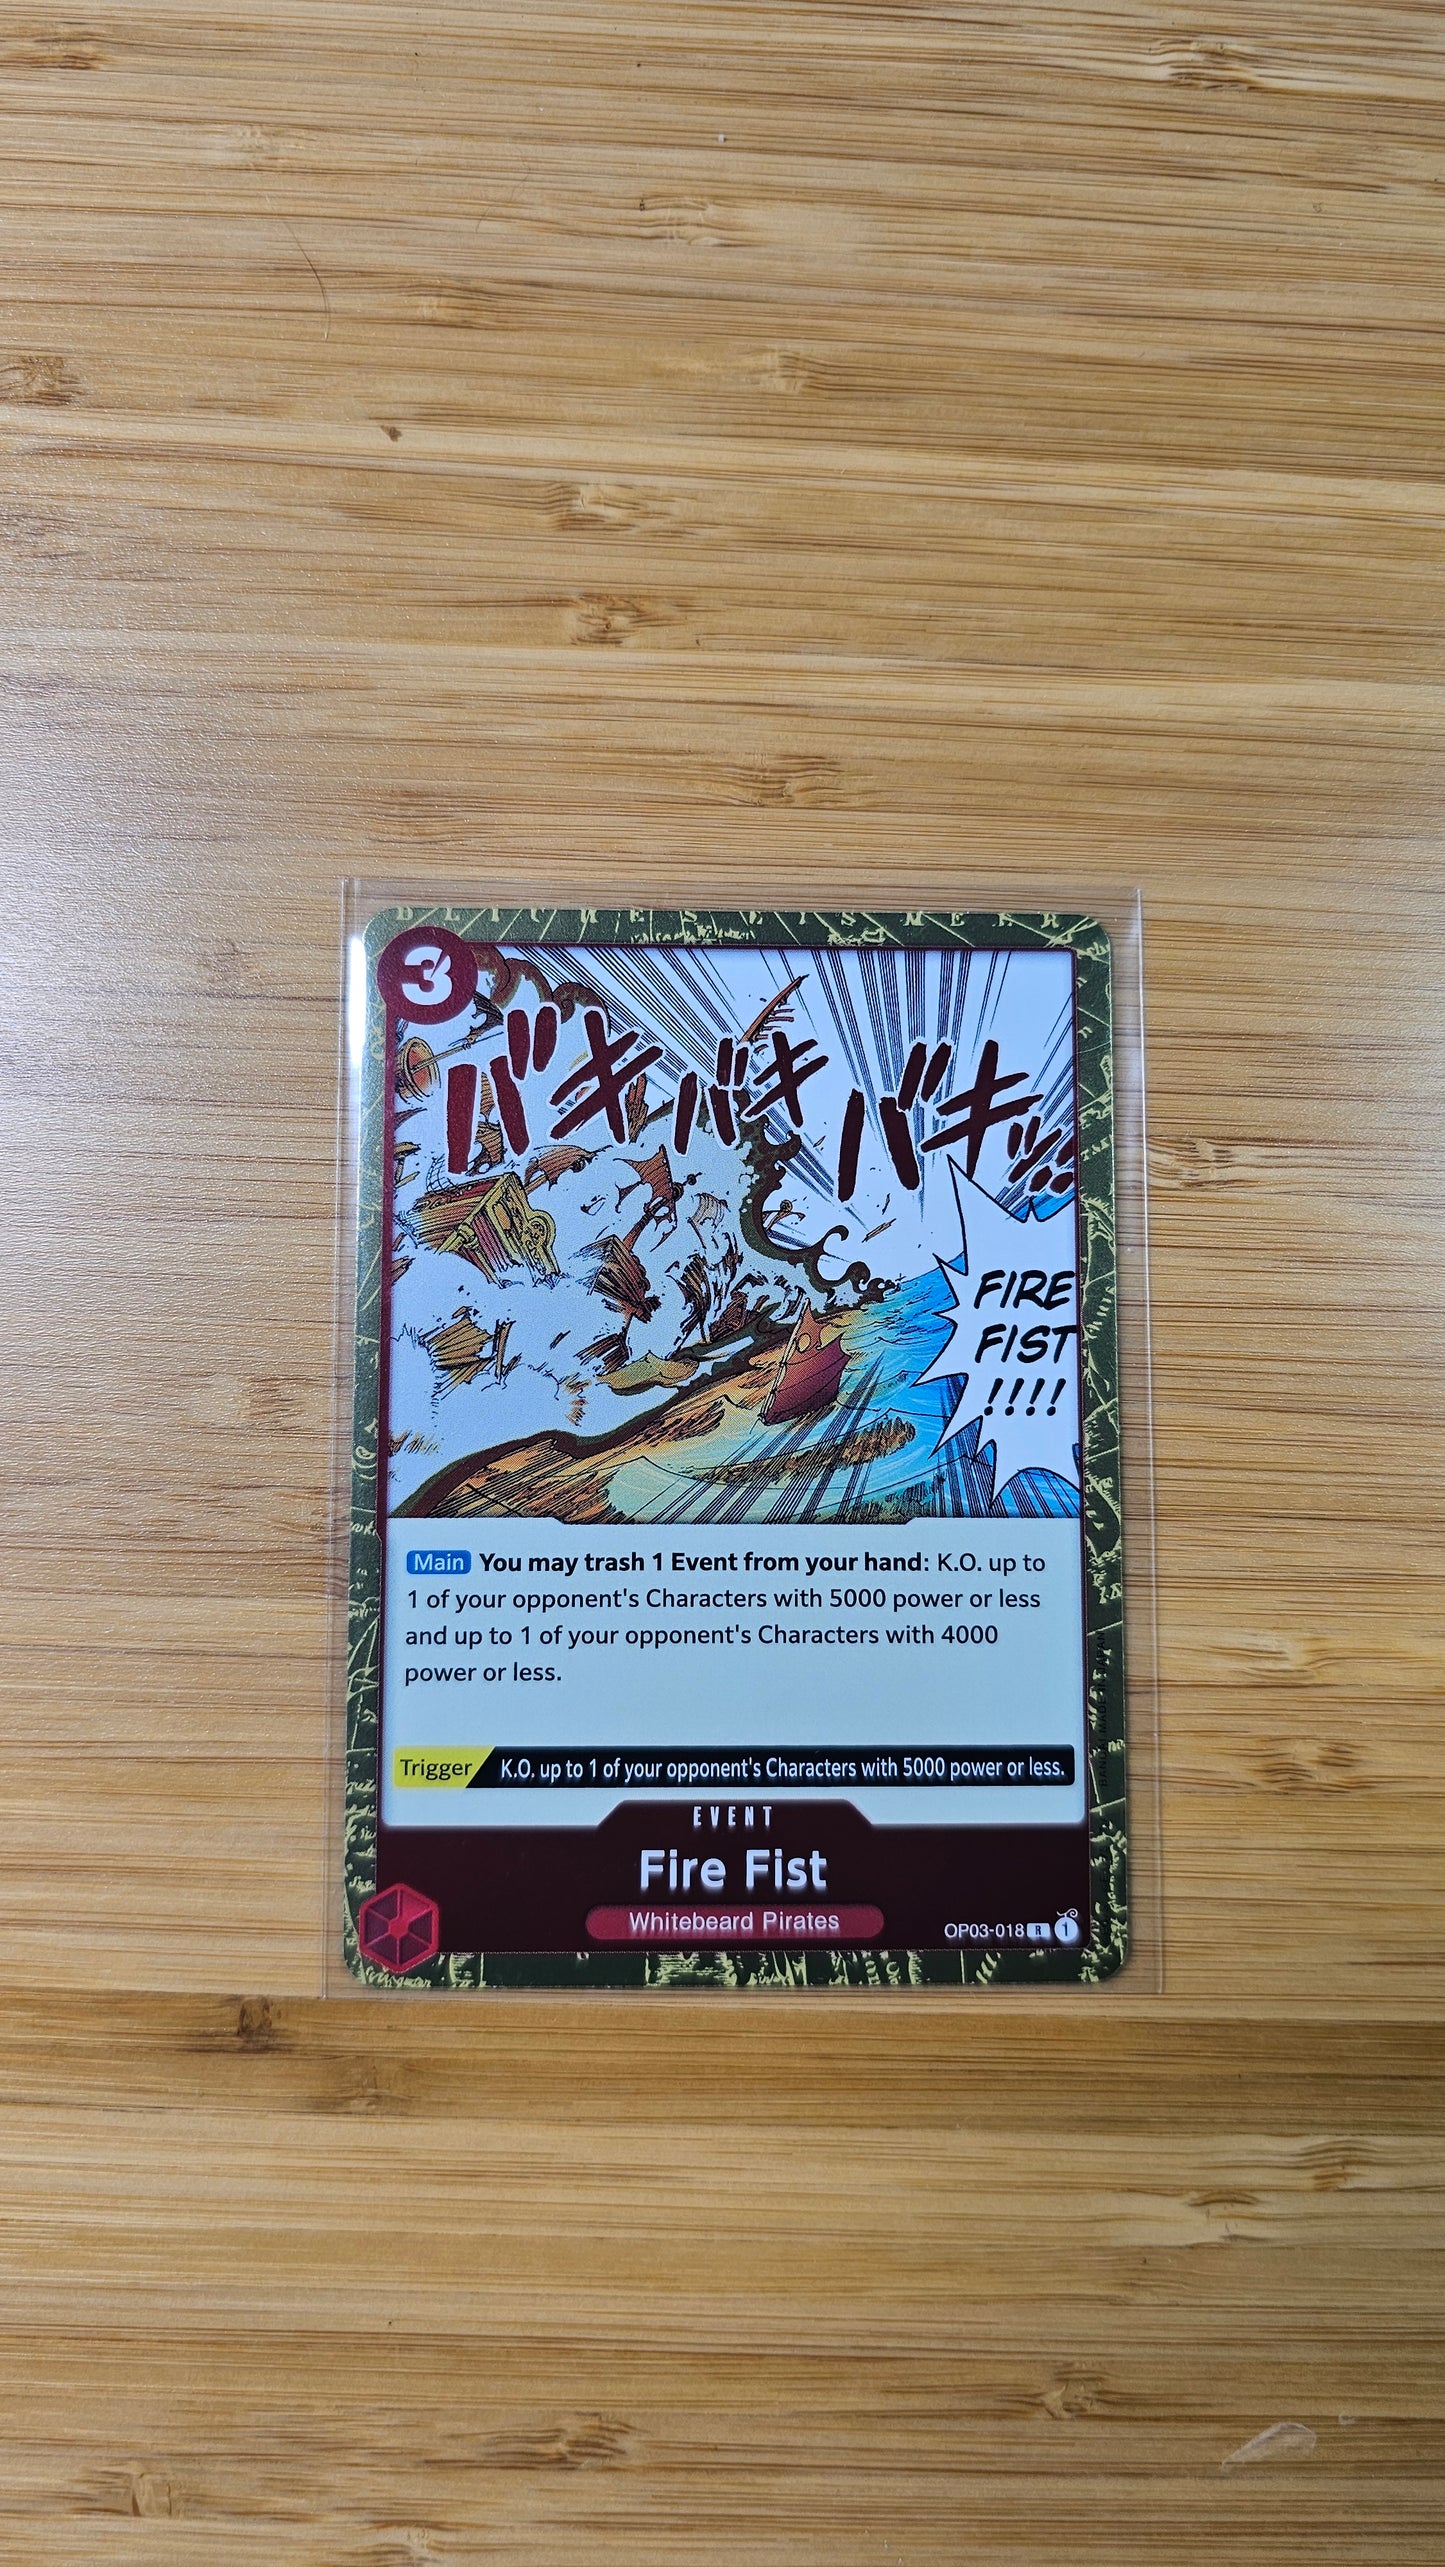 3
バキバキバキッ…
FIRE
FIST
!!!!
Main You may trash 1 Event from your hand: K.O. up to
1 of your opponent's Characters with 5000 power or less
and up to 1 of your opponent's Characters with 4000
power or less.
Trigger K.O. up to 1 of your opponent's Characters with 5000 power or less.
EVENT
Fire Fist
Whitebeard Pirates
OP03-018 R 1